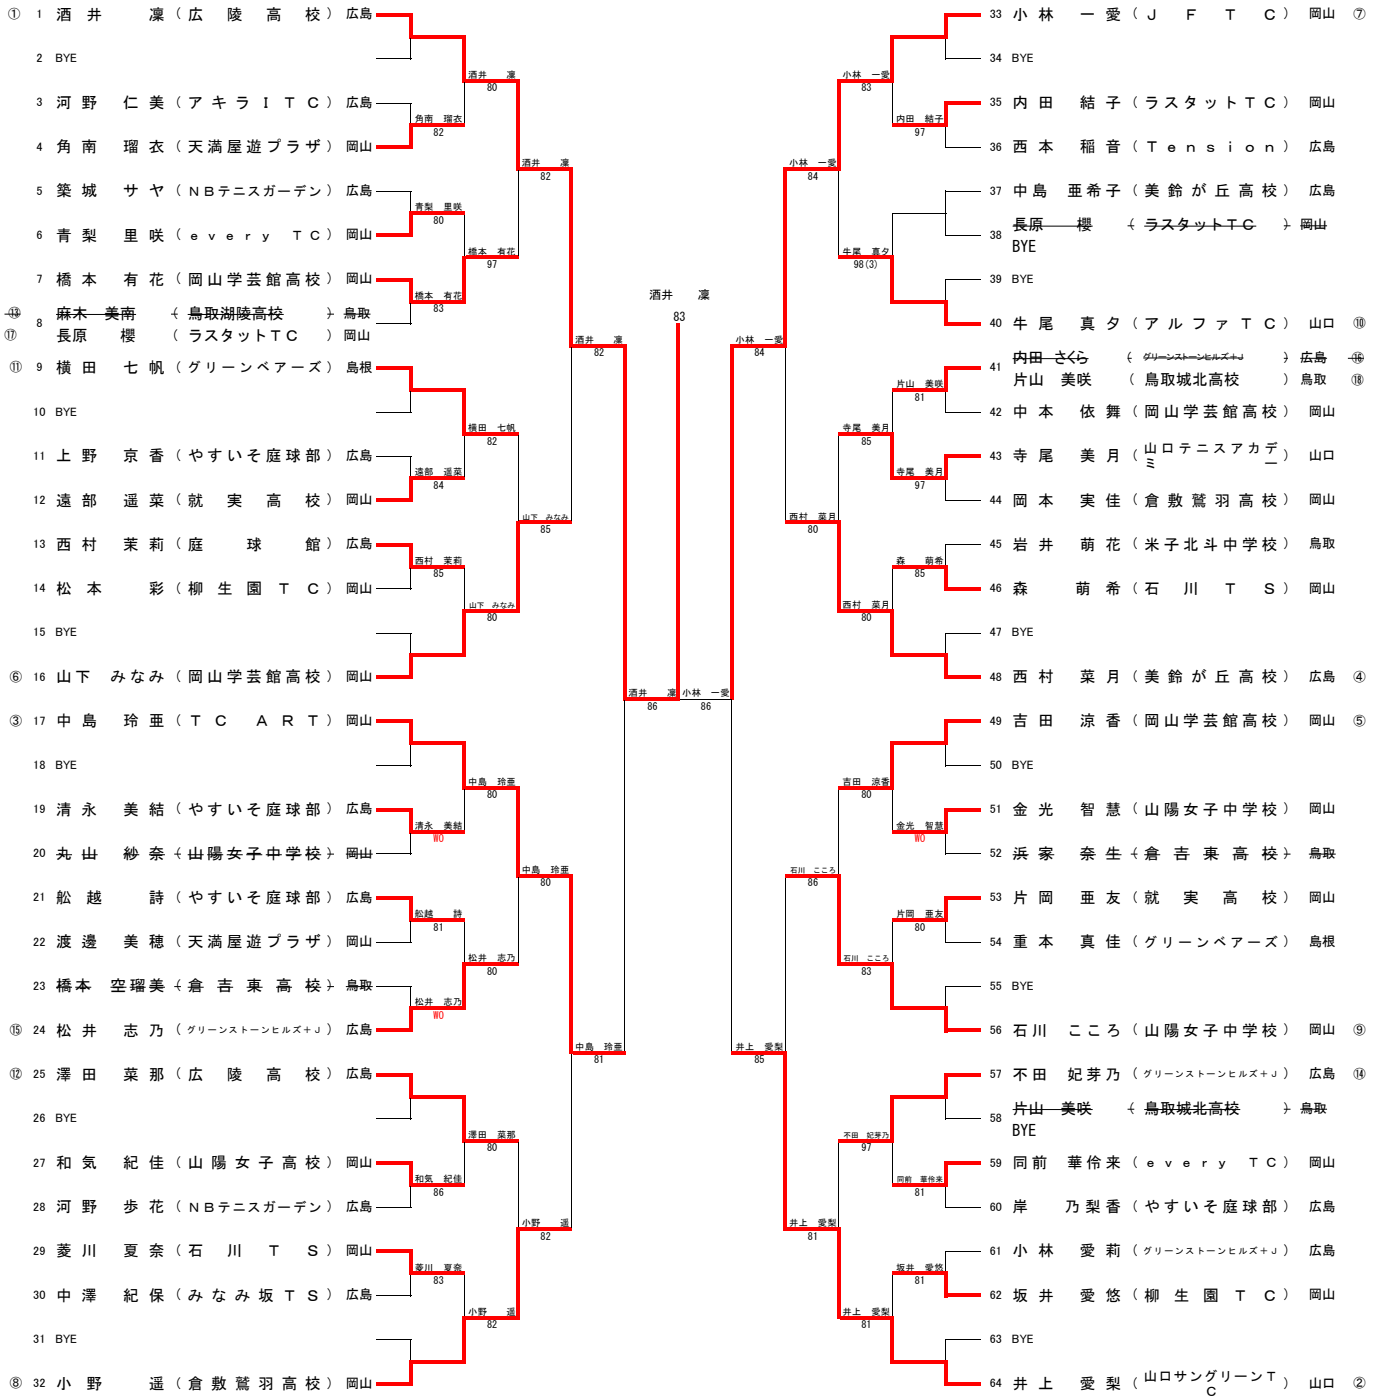 ① 1 酒井 凜 (広陵高校) 広島
2 BYE
3 河野 仁美 (アキラITC) 広島
4 角南 瑠衣 (天満屋遊プラザ) 岡山
5 築城 サヤ (NBテニスガーデン) 広島
6 青梨 里咲 (every TC) 岡山
7 橋本 有花 (岡山学芸館高校) 岡山
⑬ 麻木 美南 (鳥取湖陵高校) 鳥取
8
⑰ 長原 櫻 (ラスタットTC) 岡山
⑪ 9 横田 七帆 (グリーンベアーズ) 島根
10 BYE
11 上野 京香 (やすいそ庭球部) 広島
12 遠部 遥菜 (就実高校) 岡山
13 西村 茉莉 (庭球館) 広島
14 松本 彩 (柳生園TC) 岡山
15 BYE
⑥ 16 山下 みなみ (岡山学芸館高校) 岡山
③ 17 中島 玲亜 (TC ART) 岡山
18 BYE
19 清永 美結 (やすいそ庭球部) 広島
20 丸山 紗奈 (山陽女子中学校) 岡山
21 舩越 詩 (やすいそ庭球部) 広島
22 渡邊 美穂 (天満屋遊プラザ) 岡山
23 橋本 空瑠美 (倉吉東高校) 鳥取
⑮ 24 松井 志乃 (グリーンストーンヒルズ+J) 広島
⑫ 25 澤田 菜那 (広陵高校) 広島
26 BYE
27 和気 紀佳 (山陽女子高校) 岡山
28 河野 歩花 (NBテニスガーデン) 広島
29 菱川 夏奈 (石川TS) 岡山
30 中澤 紀保 (みなみ坂TS) 広島
31 BYE
⑧ 32 小野 遥 (倉敷鷲羽高校) 岡山
酒井 凜
80
角南 瑠衣
82
酒井 凜
82
青梨 里咲
80
橋本 有花
97
橋本 有花
83
酒井 凜
82
横田 七帆
82
遠部 遥菜
84
山下 みなみ
85
西村 茉莉
85
山下 みなみ
80
酒井 凜
86
中島 玲亜
80
清永 美結
WO
中島 玲亜
80
舩越 詩
81
松井 志乃
80
松井 志乃
WO
中島 玲亜
81
澤田 菜那
80
和気 紀佳
86
小野 遥
82
菱川 夏奈
83
小野 遥
82
酒井 凜
83
小林 一愛
86
小林 一愛
83
内田 結子
97
小林 一愛
84
牛尾 真夕
98(3)
小林 一愛
84
片山 美咲
81
寺尾 美月
85
寺尾 美月
97
西村 菜月
80
森 萌希
85
西村 菜月
80
吉田 涼香
80
金光 智慧
WO
石川 こころ
86
片岡 亜友
80
石川 こころ
83
井上 愛梨
85
不田 妃芽乃
97
同前 華伶来
81
井上 愛梨
81
坂井 愛悠
81
井上 愛梨
81
33 小林 一愛 (JFTC) 岡山 ⑦
34 BYE
35 内田 結子 (ラスタットTC) 岡山
36 西本 稲音 (Tension) 広島
37 中島 亜希子 (美鈴が丘高校) 広島
長原 櫻 (ラスタットTC) 岡山
38
BYE
39 BYE
40 牛尾 真夕 (アルファTC) 山口 ⑩
内田 さくら (グリーンストーンヒルズ+J) 広島 ⑯
41
片山 美咲 (鳥取城北高校) 鳥取 ⑱
42 中本 依舞 (岡山学芸館高校) 岡山
43 寺尾 美月 (山口テニスアカデミー) 山口
44 岡本 実佳 (倉敷鷲羽高校) 岡山
45 岩井 萌花 (米子北斗中学校) 鳥取
46 森 萌希 (石川TS) 岡山
47 BYE
48 西村 菜月 (美鈴が丘高校) 広島 ④
49 吉田 涼香 (岡山学芸館高校) 岡山 ⑤
50 BYE
51 金光 智慧 (山陽女子中学校) 岡山
52 浜家 奈生 (倉吉東高校) 鳥取
53 片岡 亜友 (就実高校) 岡山
54 重本 真佳 (グリーンベアーズ) 島根
55 BYE
56 石川 こころ (山陽女子中学校) 岡山 ⑨
57 不田 妃芽乃 (グリーンストーンヒルズ+J) 広島 ⑭
片山 美咲 (鳥取城北高校) 鳥取
58
BYE
59 同前 華伶来 (every TC) 岡山
60 岸 乃梨香 (やすいそ庭球部) 広島
61 小林 愛莉 (グリーンストーンヒルズ+J) 広島
62 坂井 愛悠 (柳生園TC) 岡山
63 BYE
64 井上 愛梨 (山口サングリーンTC) 山口 ②